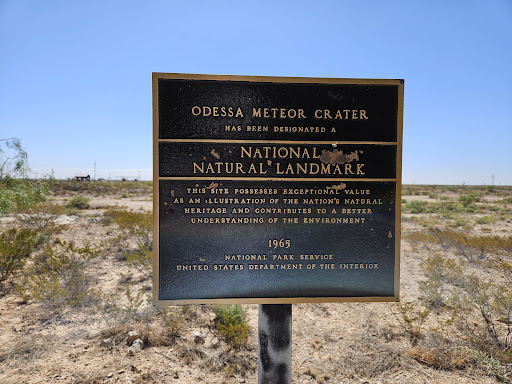 ODESSA METEOR CRATER
HAS BEEN DESIGNATED A
NATIONAL
NATURAL LANDMARK
THIS SITE POSSESSES EXCEPTIONAL VALUE
AS AN ILLUSTRATION OF THE NATION'S NATURAL
HERITAGE AND CONTRIBUTES TO A BETTER
UNDERSTANDING OF THE ENVIRONMENT
1965
NATIONAL PARK SERVICE
UNITED STATES DEPARTMENT OF THE INTERIOR